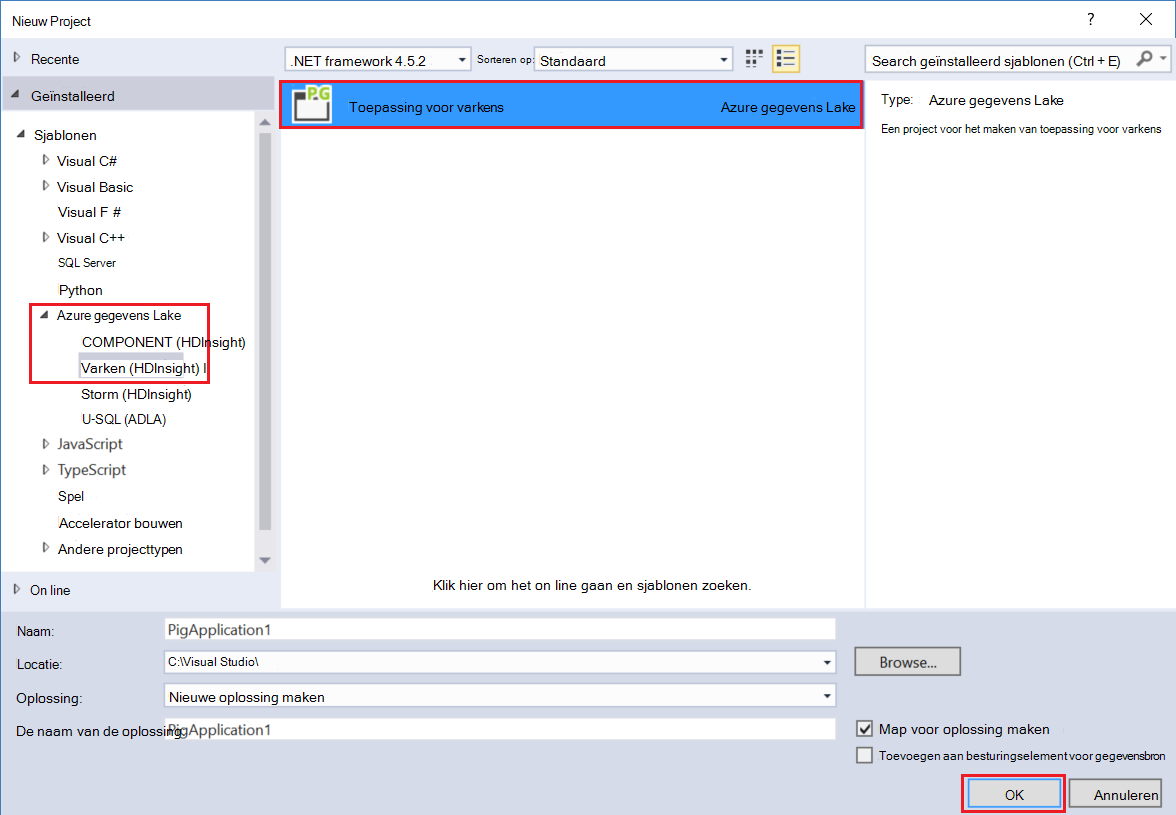 Nieuw Project
?
Recente
.NET framework 4.5.2
Sorteren op:
Standaard
Search geïnstalleerd sjablonen (Ctrl + E)
Geïnstalleerd
Sjablonen
Visual C#
Visual Basic
Visual F #
Visual C++
SQL Server
Python
Azure gegevens Lake
COMPONENT (HDInsight)
Varken (HDInsight) I
Storm (HDInsight)
U-SQL (ADLA)
JavaScript
TypeScript
Spel
Accelerator bouwen
Andere projecttypen
On line
PG
Toepassing voor varkens
Azure gegevens Lake
Klik hier om het on line gaan en sjablonen zoeken.
Type: Azure gegevens Lake
Een project voor het maken van toepassing voor varkens
Naam:
PigApplication1
Locatie:
C:\Visual Studio\
Browse...
Oplossing:
Nieuwe oplossing maken
De naam van de oplossing
PigApplication1
Map voor oplossing maken
Toevoegen aan besturingselement voor gegevensbron
OK
Annuleren